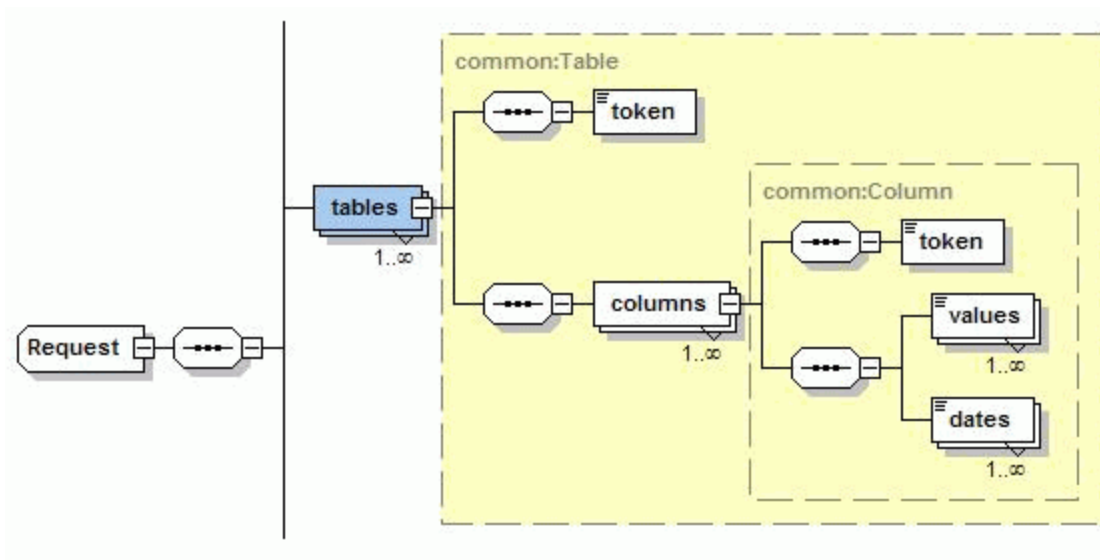 common:Table
token
common:Column
tables
token
1..∞
columns
values
1..∞
Request
1..∞
dates
1..∞